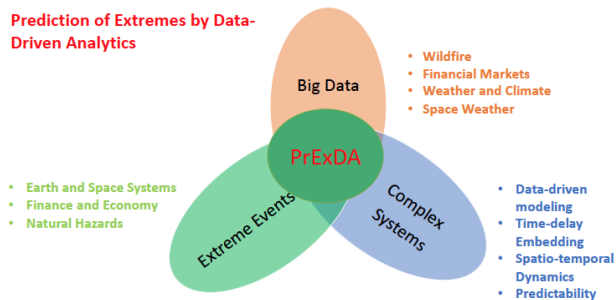 Prediction of Extremes by Data-
Driven Analytics
Big Data
• Wildfire
• Financial Markets
• Weather and Climate
• Space Weather
PrExDA
• Earth and Space Systems
• Finance and Economy
• Natural Hazards
Extreme Events
Complex
Systems
• Data-driven
modeling
• Time-delay
Embedding
• Spatio-temporal
Dynamics
• Predictability